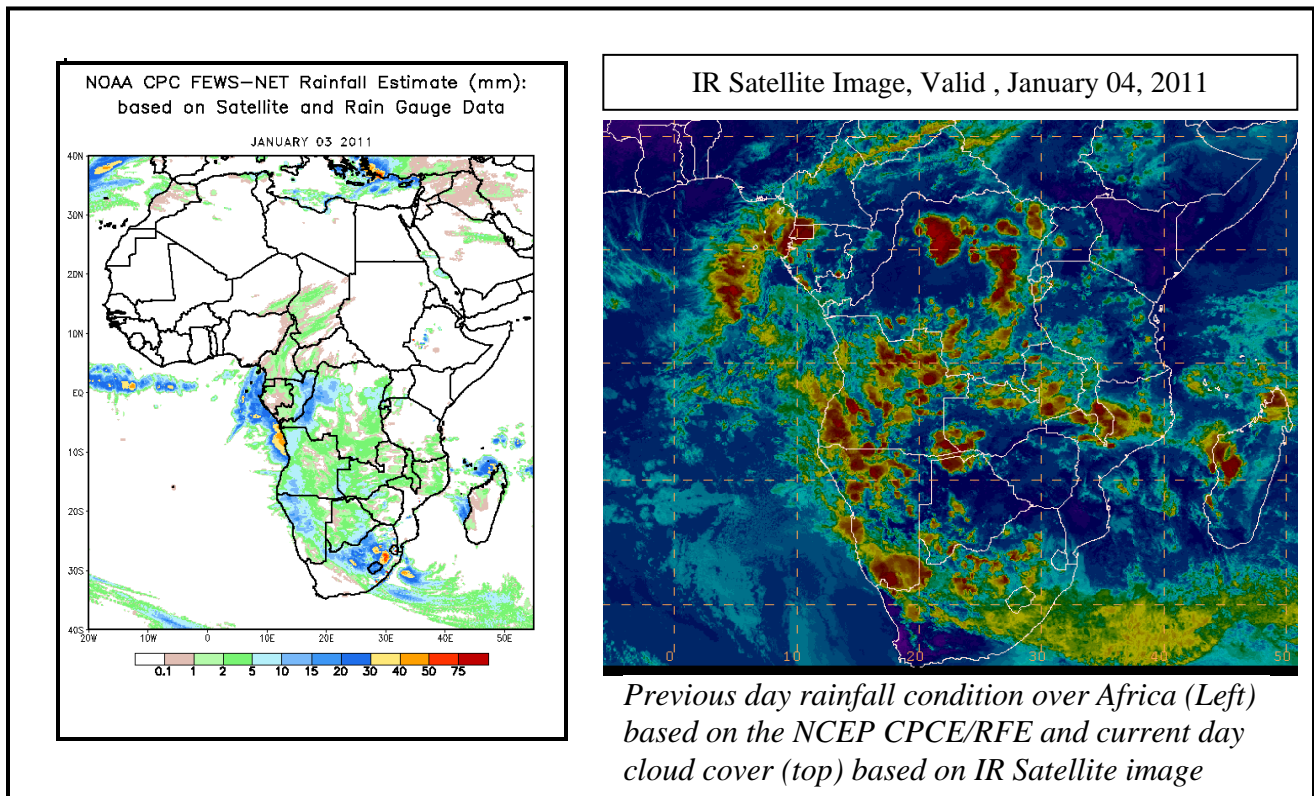 NOAA CPC FEWS-NET Rainfall Estimate (mm):
based on Satellite and Rain Gauge Data
JANUARY 03 2011
40N
30N
20N
10N
EQ
10S
20S
30S
40S
20W 10W 0 10E 20E 30E 40E 50E
0.1 1 2 5 10 15 20 30 40 50 75
IR Satellite Image, Valid , January 04, 2011
0 10 20 30 40 50
Previous day rainfall condition over Africa (Left)
based on the NCEP CPCE/RFE and current day
cloud cover (top) based on IR Satellite image